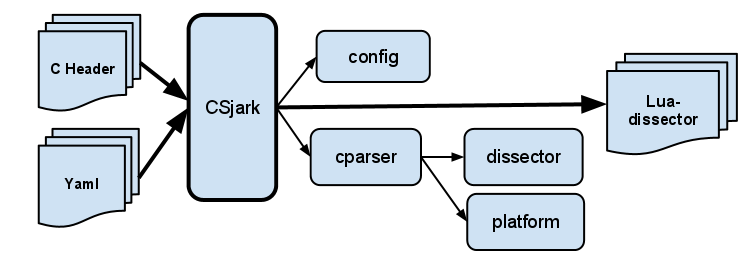 C Header
Yaml
CSjark
config
cparser
dissector
platform
Lua-
dissector